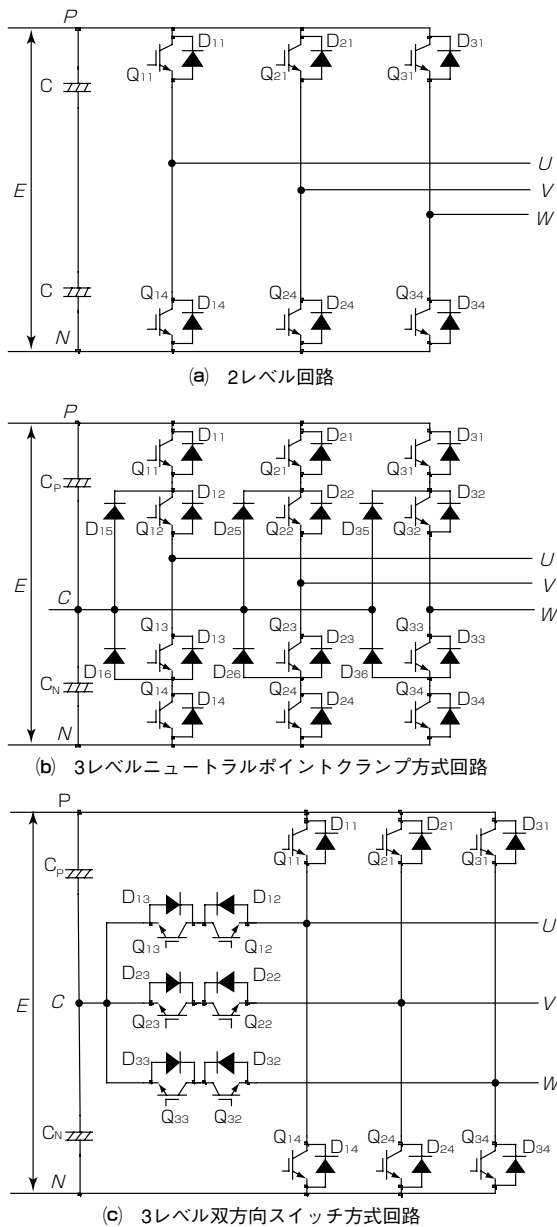 P
D11
D21
D31
Q11
Q21
Q31
C
U
E
V
W
C
Q14
Q24
Q34
D14
D24
D34
N
(a) 2レベル回路
P
D11
D21
D31
Q11
Q21
Q31
CP
D12
D22
D32
D15
Q12
D25
Q22
D35
Q32
E
U
V
C
W
Q13
Q23
Q33
D13
D23
D33
D16
D26
D36
CN
Q14
Q24
Q34
D14
D24
D34
N
(b) 3レベルニュートラルポイントクランプ方式回路
P
D11
D21
D31
Q11
Q21
Q31
CP
D13
D12
U
Q13
Q12
D23
D22
E
C
V
Q23
Q22
D33
D32
W
Q33
Q32
CN
Q14
Q24
Q34
D14
D24
D34
N
(c) 3レベル双方向スイッチ方式回路